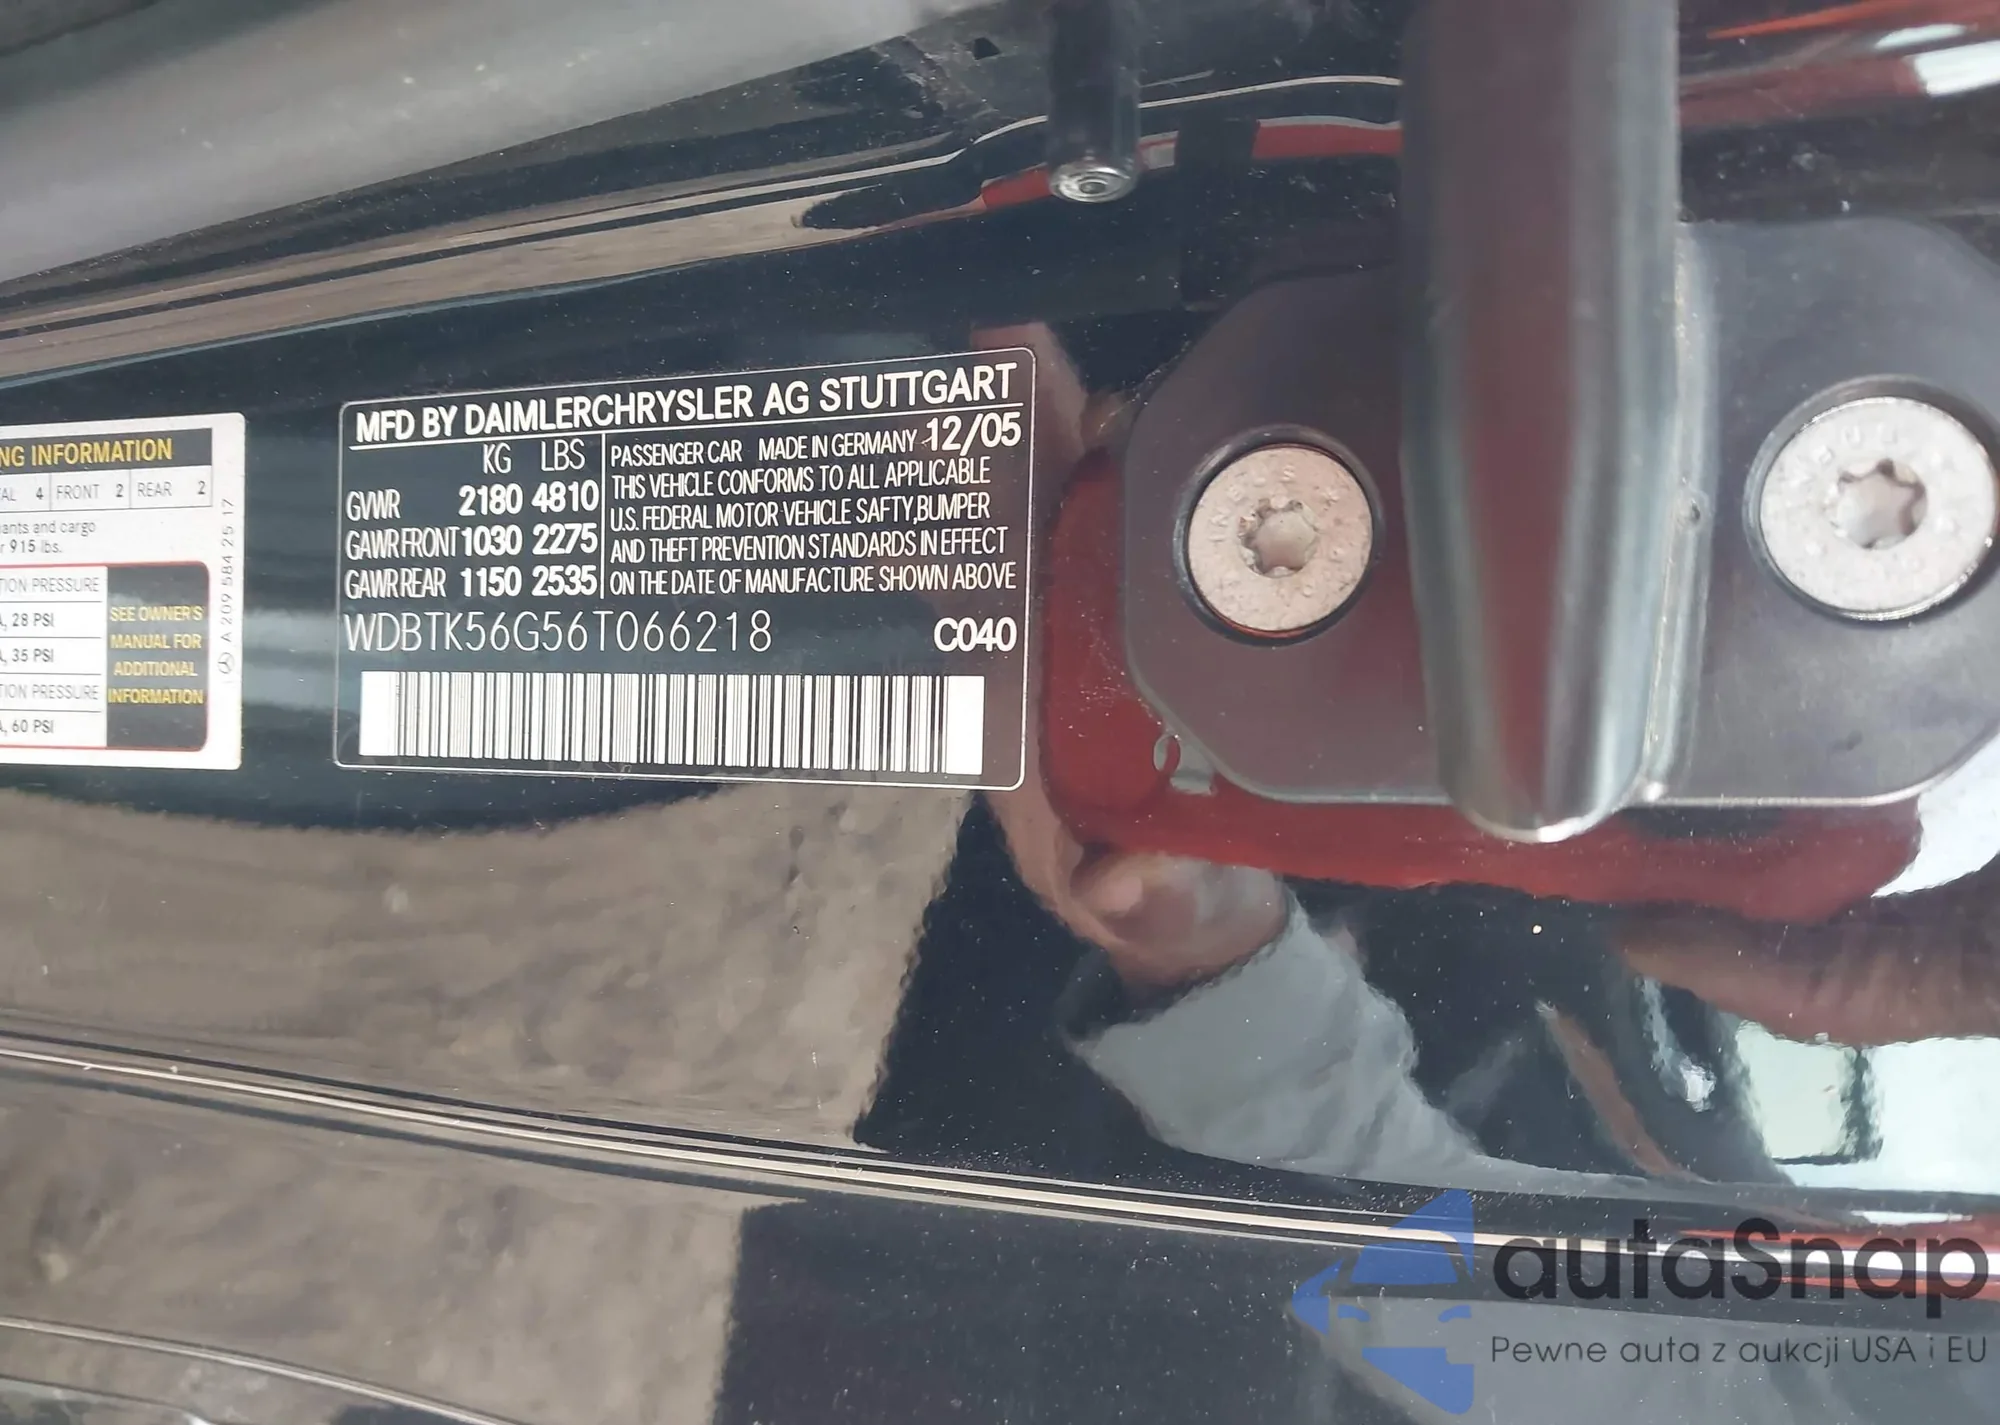 NG INFORMATION
AL 4 FRONT 2 REAR 2
ants and cargo
915 lbs.
ION PRESSURE
28 PSI
35 PSI
ION PRESSURE
60 PSI
SEE OWNER'S
MANUAL FOR
ADDITIONAL
INFORMATION
A 209 584 25 17
MFD BY DAIMLERCHRYSLER AG STUTTGART
KG LBS
GVWR 2180 4810
GAWR FRONT 1030 2275
GAWR REAR 1150 2535
PASSENGER CAR MADE IN GERMANY 12/05
THIS VEHICLE CONFORMS TO ALL APPLICABLE
U.S. FEDERAL MOTOR VEHICLE SAFTY,BUMPER
AND THEFT PREVENTION STANDARDS IN EFFECT
ON THE DATE OF MANUFACTURE SHOWN ABOVE
WDBTK56G56T066218 C040
autaSnap
Pewne auta z aukcji USA i EU